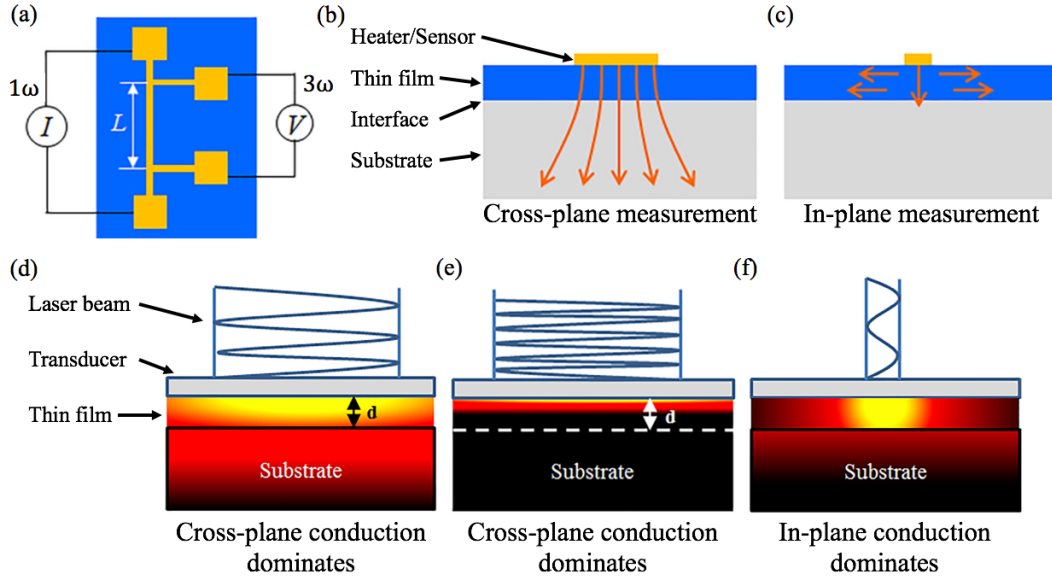 (a)
1ω
I
L
3ω
V
(b)
Heater/Sensor
Thin film
Interface
Substrate
Cross-plane measurement
(c)
In-plane measurement
(d)
Laser beam
Transducer
Thin film
d
Substrate
Cross-plane conduction
dominates
(e)
d
Substrate
Cross-plane conduction
dominates
(f)
Substrate
In-plane conduction
dominates